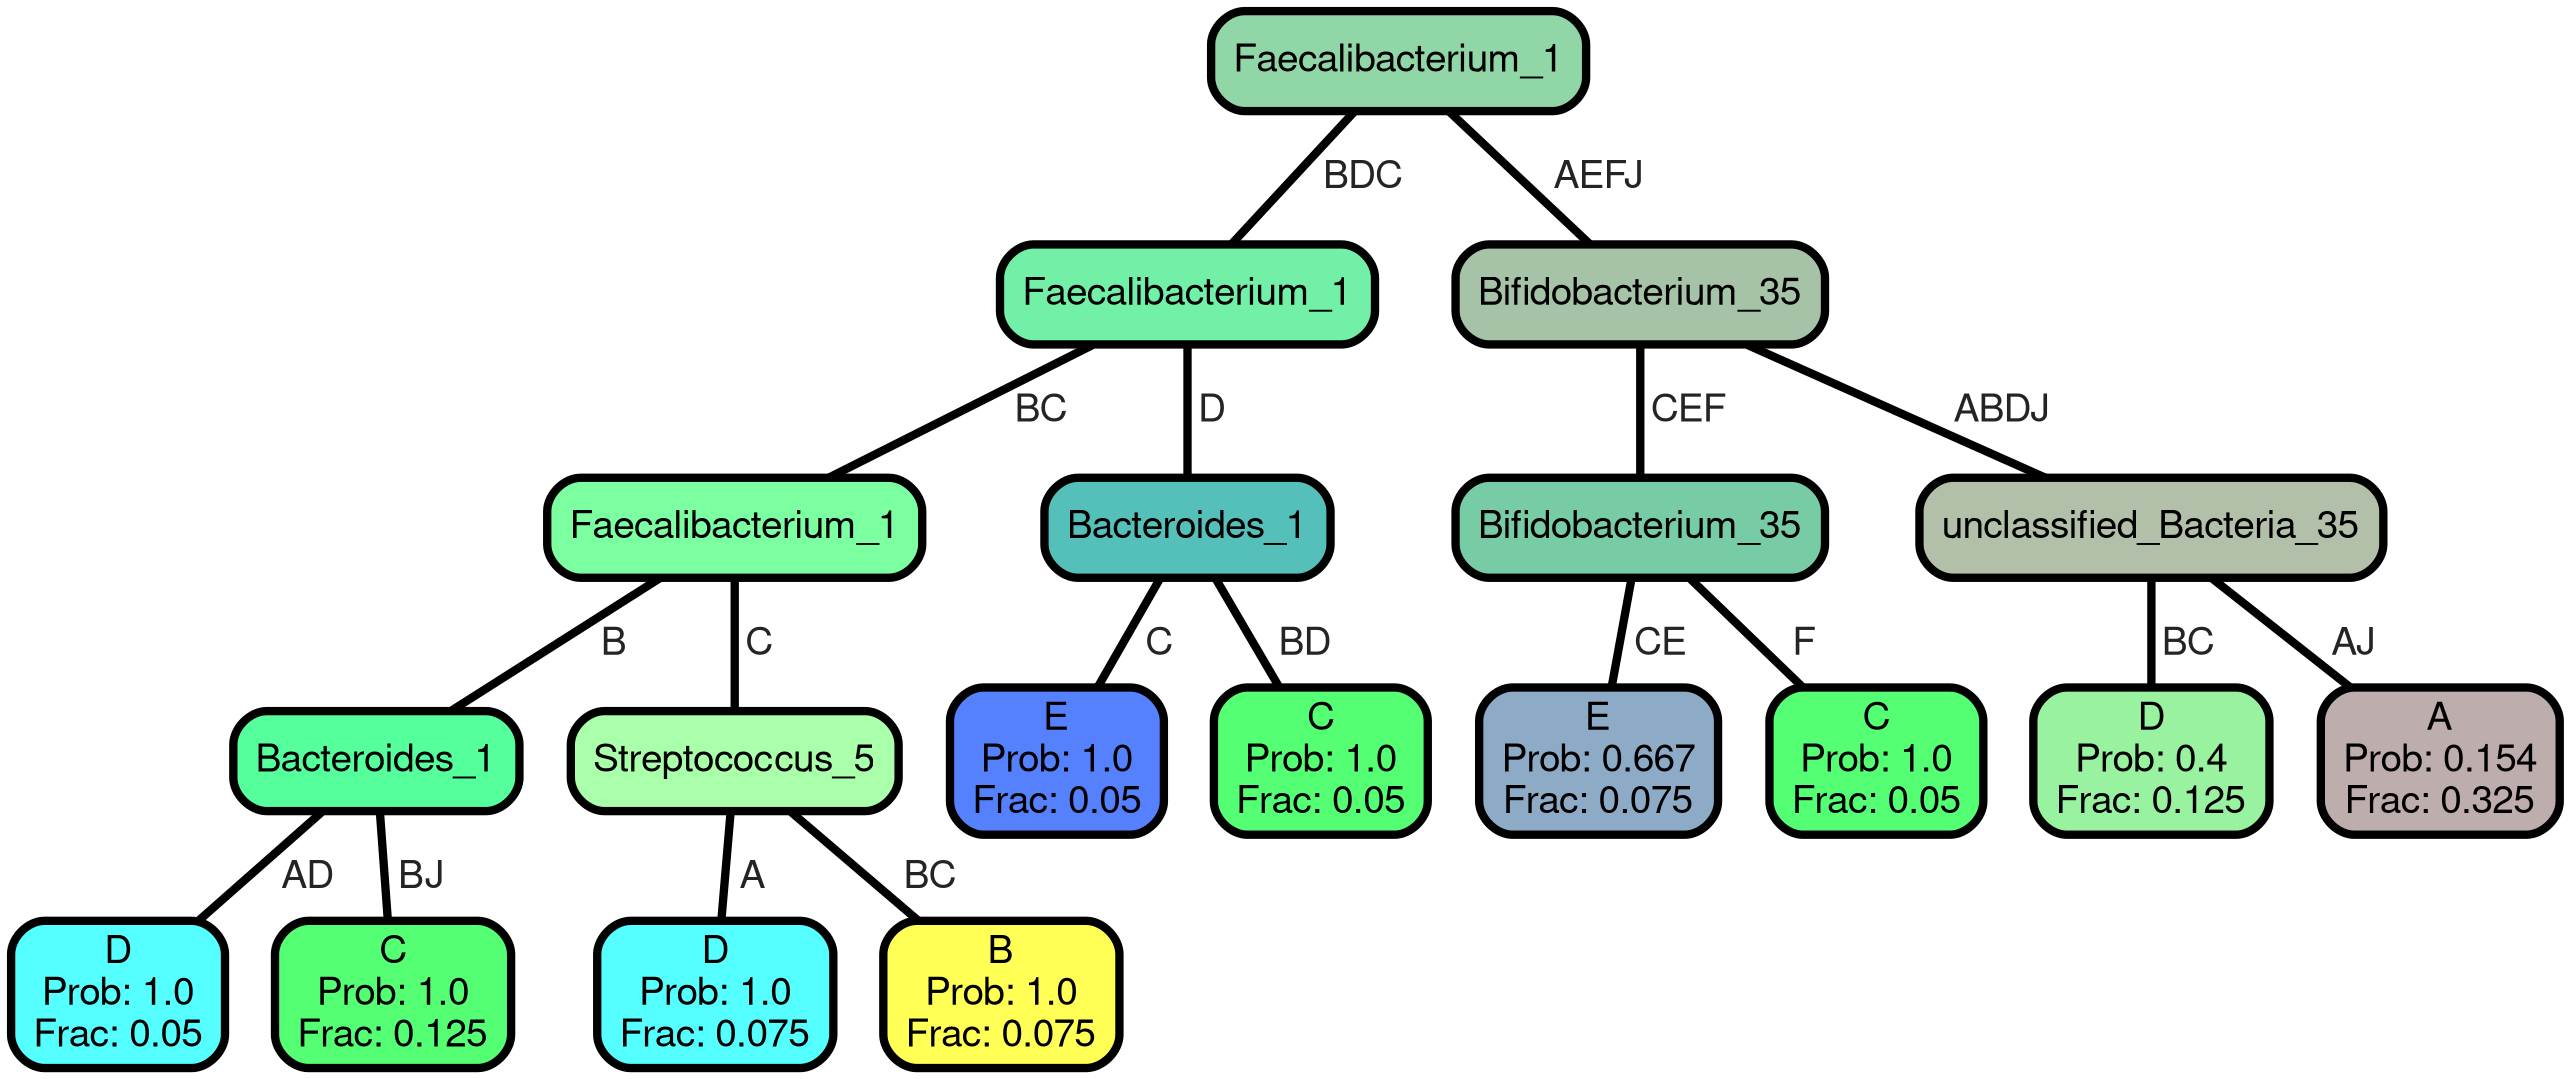 Faecalibacterium_1
BDC
AEFJ
Faecalibacterium_1
Bifidobacterium_35
BC
D
CEF
ABDJ
Faecalibacterium_1
Bacteroides_1
Bifidobacterium_35
unclassified_Bacteria_35
B
C
C
BD
CE
F
BC
AJ
Bacteroides_1
Streptococcus_5
E
Prob: 1.0
Frac: 0.05
C
Prob: 1.0
Frac: 0.05
E
Prob: 0.667
Frac: 0.075
C
Prob: 1.0
Frac: 0.05
D
Prob: 0.4
Frac: 0.125
A
Prob: 0.154
Frac: 0.325
AD
BJ
A
BC
D
Prob: 1.0
Frac: 0.05
C
Prob: 1.0
Frac: 0.125
D
Prob: 1.0
Frac: 0.075
B
Prob: 1.0
Frac: 0.075